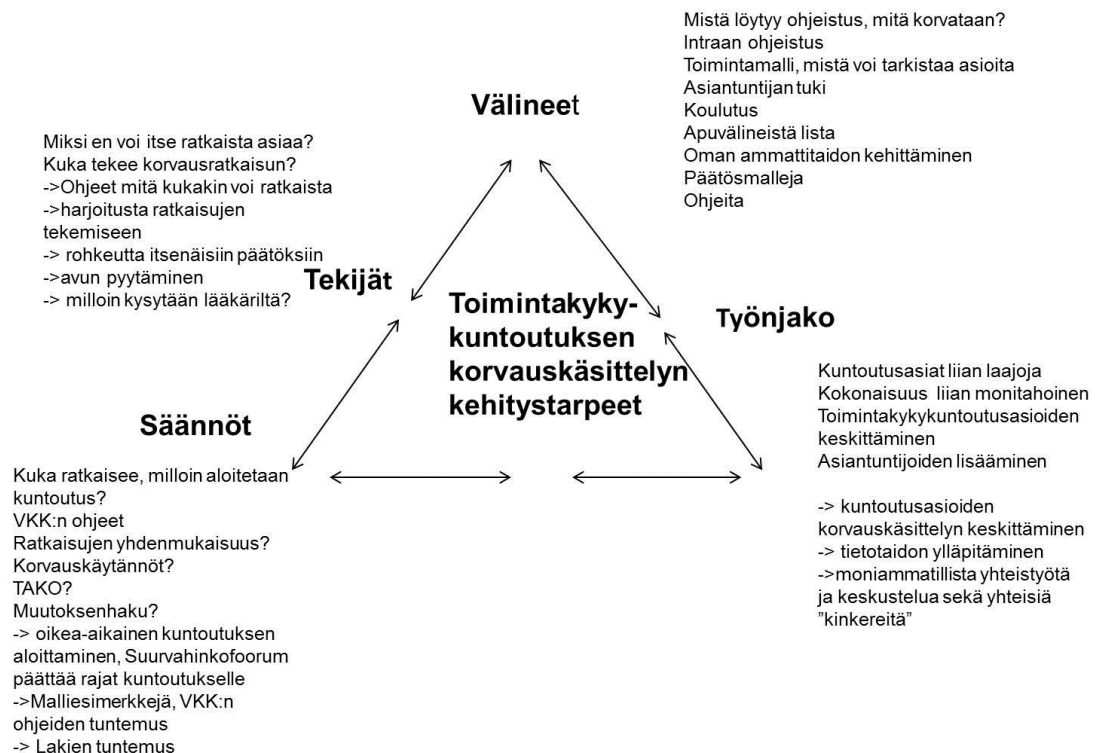 Mistä löytyy ohjeistus, mitä korvataan?
Intraan ohjeistus
Toimintamalli, mistä voi tarkistaa asioita
Asiantuntijan tuki
Koulutus
Apuvälineistä lista
Oman ammattitaidon kehittäminen
Päätösmalleja
Ohjeita
Välineet
Miksi en voi itse ratkaista asiaa?
Kuka tekee korvausratkaisun?
->Ohjeet mitä kukakin voi ratkaista
->harjoitusta ratkaisujen
tekemiseen
-> rohkeutta itsenäisiin päätöksiin
->avun pyytäminen
-> milloin kysytään lääkäriltä?
Tekijät
Toimintakyky-
kuntoutuksen
korvauskäsittelyn
kehitystarpeet
Työnjako
Kuntoutusasiat liian laajoja
Kokonaisuus liian monitahoinen
Toimintakykykuntoutusasioiden
keskittäminen
Asiantuntijoiden lisääminen
-> kuntoutusasioiden
korvauskäsittelyn keskittäminen
-> tietotaidon ylläpitäminen
->moniammatillista yhteistyötä
ja keskustelua sekä yhteisiä
"kinkereitä"
Säännöt
Kuka ratkaisee, milloin aloitetaan
kuntoutus?
VKK:n ohjeet
Ratkaisujen yhdenmukaisuus?
Korvauskäytännöt?
TAKO?
Muutoksenhaku?
-> oikea-aikainen kuntoutuksen
aloittaminen, Suurvahinkofoorum
päättää rajat kuntoutukselle
->Malliesimerkkejä, VKK:n
ohjeiden tuntemus
-> Lakien tuntemus